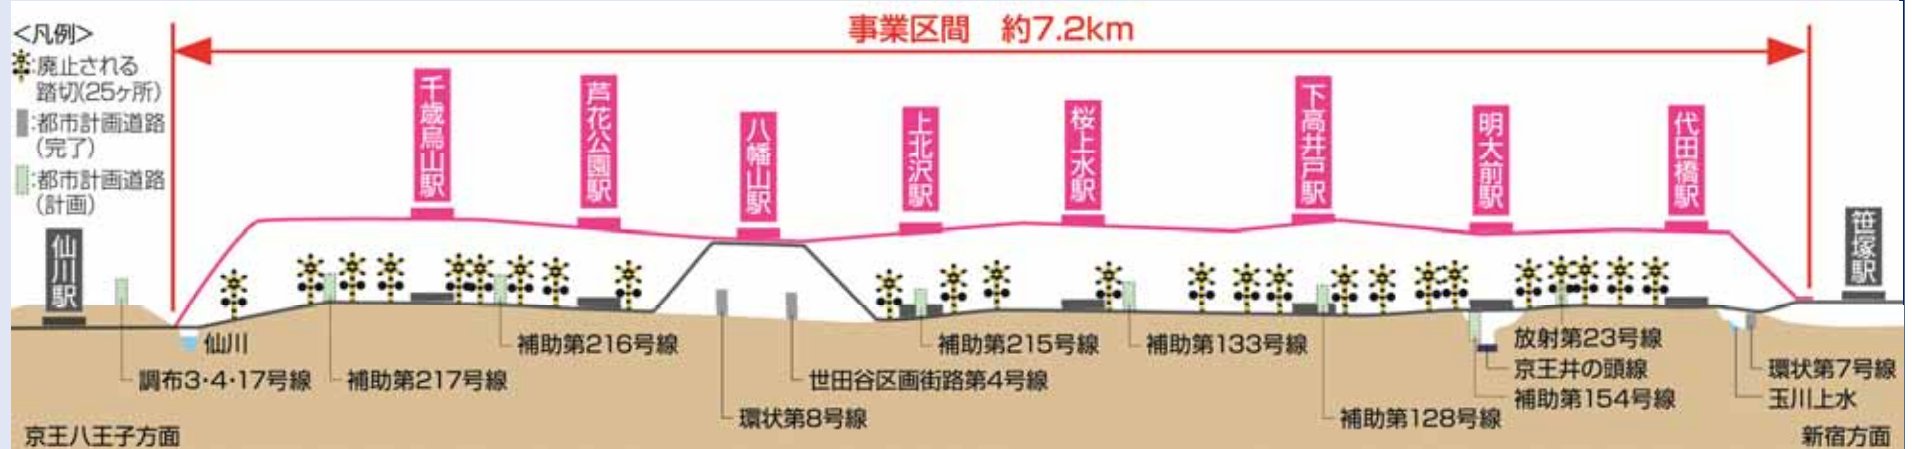 事業区間 約7.2km
<凡例>
:廃止される
踏切(25ヶ所)
:都市計画道路
(完了)
:都市計画道路
(計画)
仙川駅
千歳烏山駅
芦花公園駅
八幡山駅
上北沢駅
桜上水駅
下高井戸駅
明大前駅
代田橋駅
笹塚駅
仙川
調布3・4・17号線
補助第217号線
補助第216号線
環状第8号線
世田谷区画街路第4号線
補助第215号線
補助第133号線
補助第128号線
放射第23号線
京王井の頭線
補助第154号線
環状第7号線
玉川上水
京王八王子方面
新宿方面